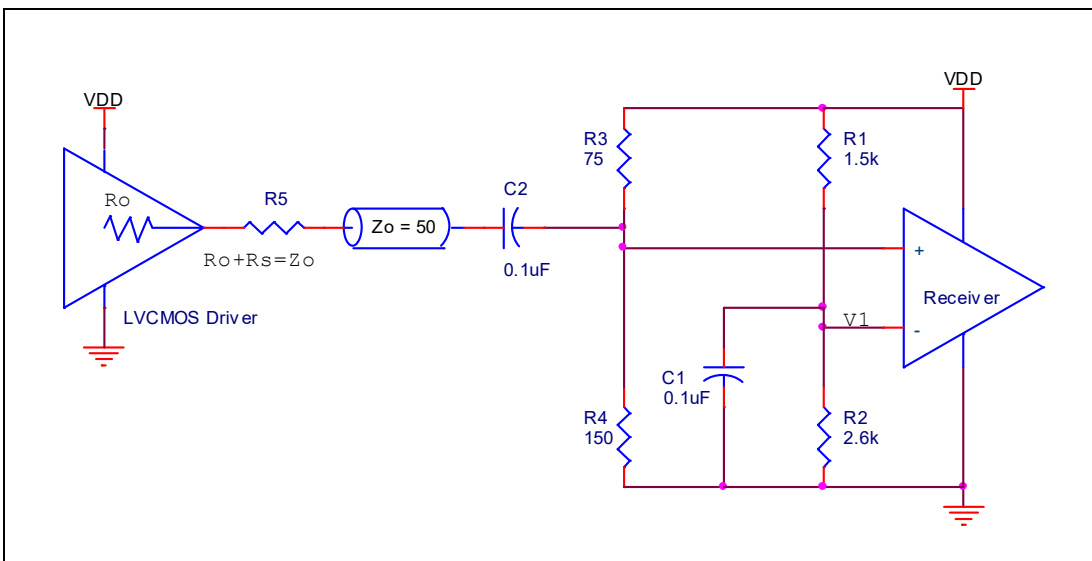 VDD
Ro
R5
Ro+Rs=Zo
LVCMOS Driver
Zo = 50
C2
0.1uF
R3
75
R4
150
VDD
R1
1.5k
C1
0.1uF
V1
R2
2.6k
+
-
Receiver